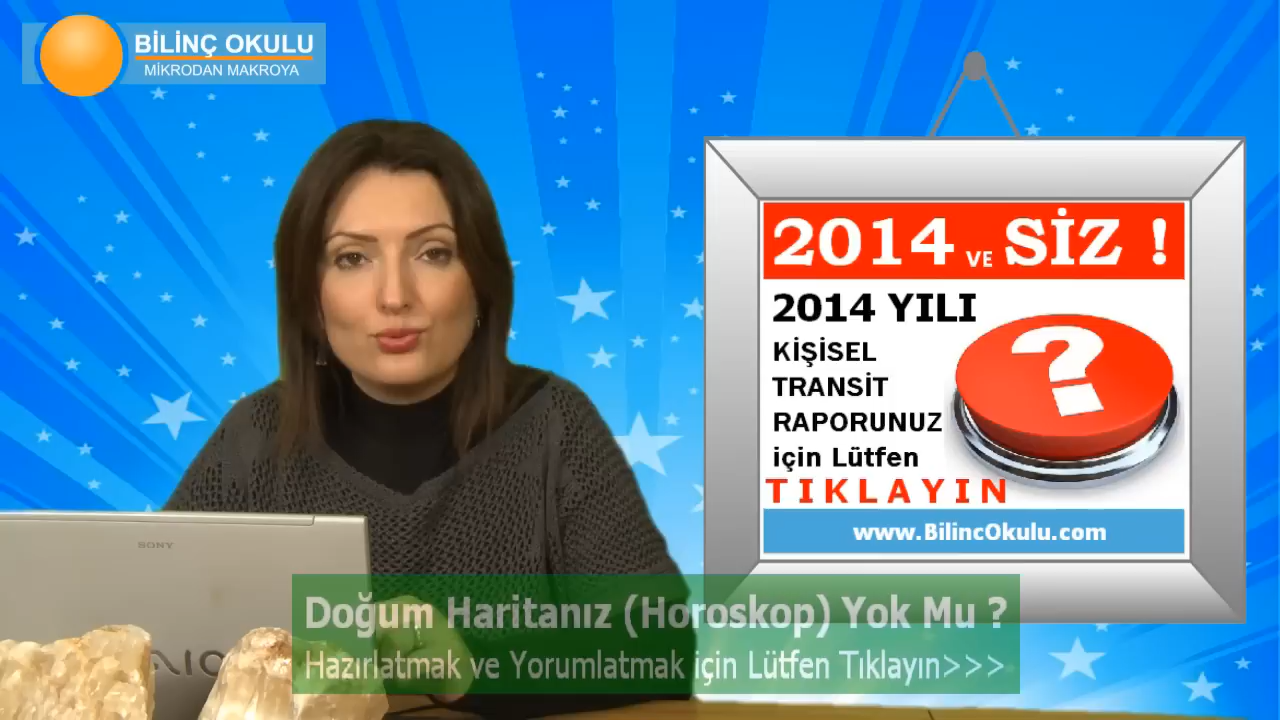 BİLİNÇ OKULU
MİKRODAN MAKROYA
2014 VE SİZ !
2014 YILI
KİŞİSEL
TRANSİT
RAPORUNUZ
için Lütfen
TIKLAYIN
www.BilincOkulu.com
SONY
Doğum Haritanız (Horoskop) Yok Mu ?
Hazırlatmak ve Yorumlatmak için Lütfen Tıklayın>>>